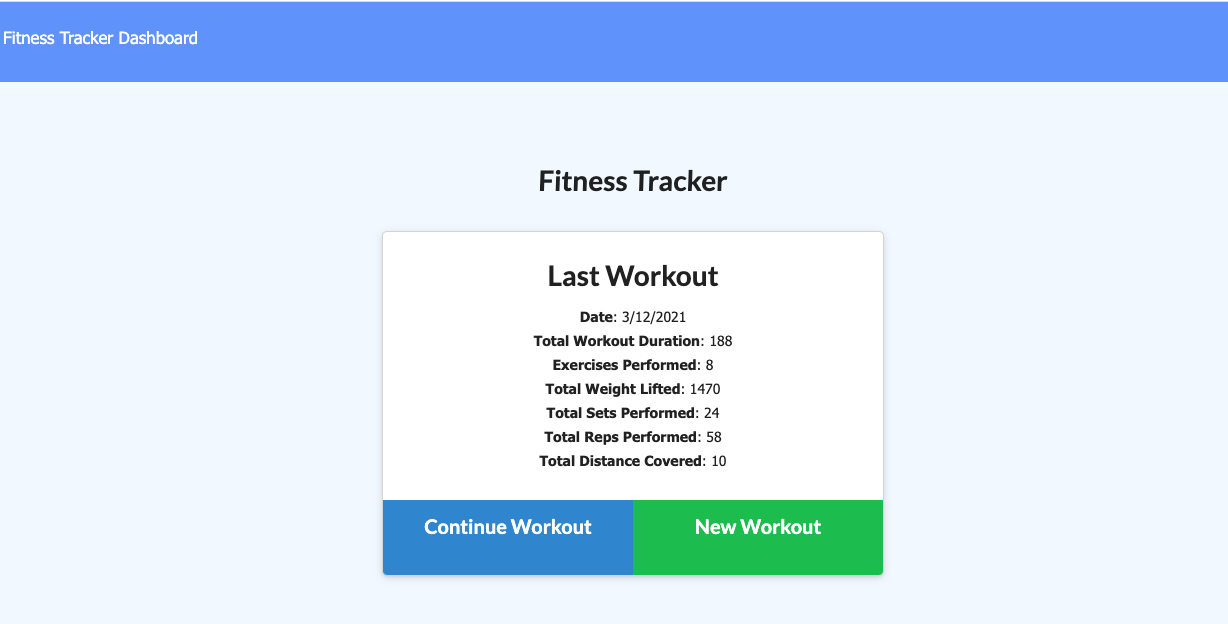 Fitness Tracker Dashboard
Fitness Tracker
Last Workout
Date: 3/12/2021
Total Workout Duration: 188
Exercises Performed: 8
Total Weight Lifted: 1470
Total Sets Performed: 24
Total Reps Performed: 58
Total Distance Covered: 10
Continue Workout
New Workout